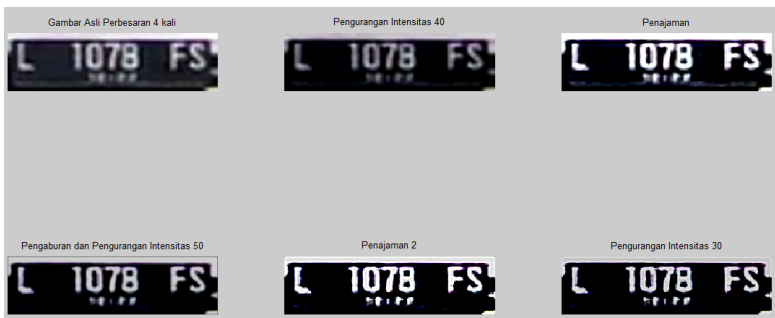 Gambar Asli Perbesaran 4 kali
L 1078 FS
Pengurangan Intensitas 40
L 1078 FS
Penajaman
L 1078 FS
Pengaburan dan Pengurangan Intensitas 50
L 1078 FS
Penajaman 2
L 1078 FS
Pengurangan Intensitas 30
L 1078 FS